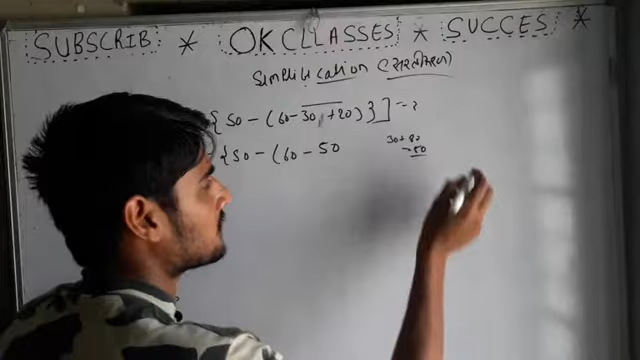 SUBSCRIB * OKCLLASSES * SUCCES *
Simplification (सरलीकरण)
{ 50 - (60 - 30 + 20) } ] = ?
{ 50 - (60 - 50
30 + 20
= 50